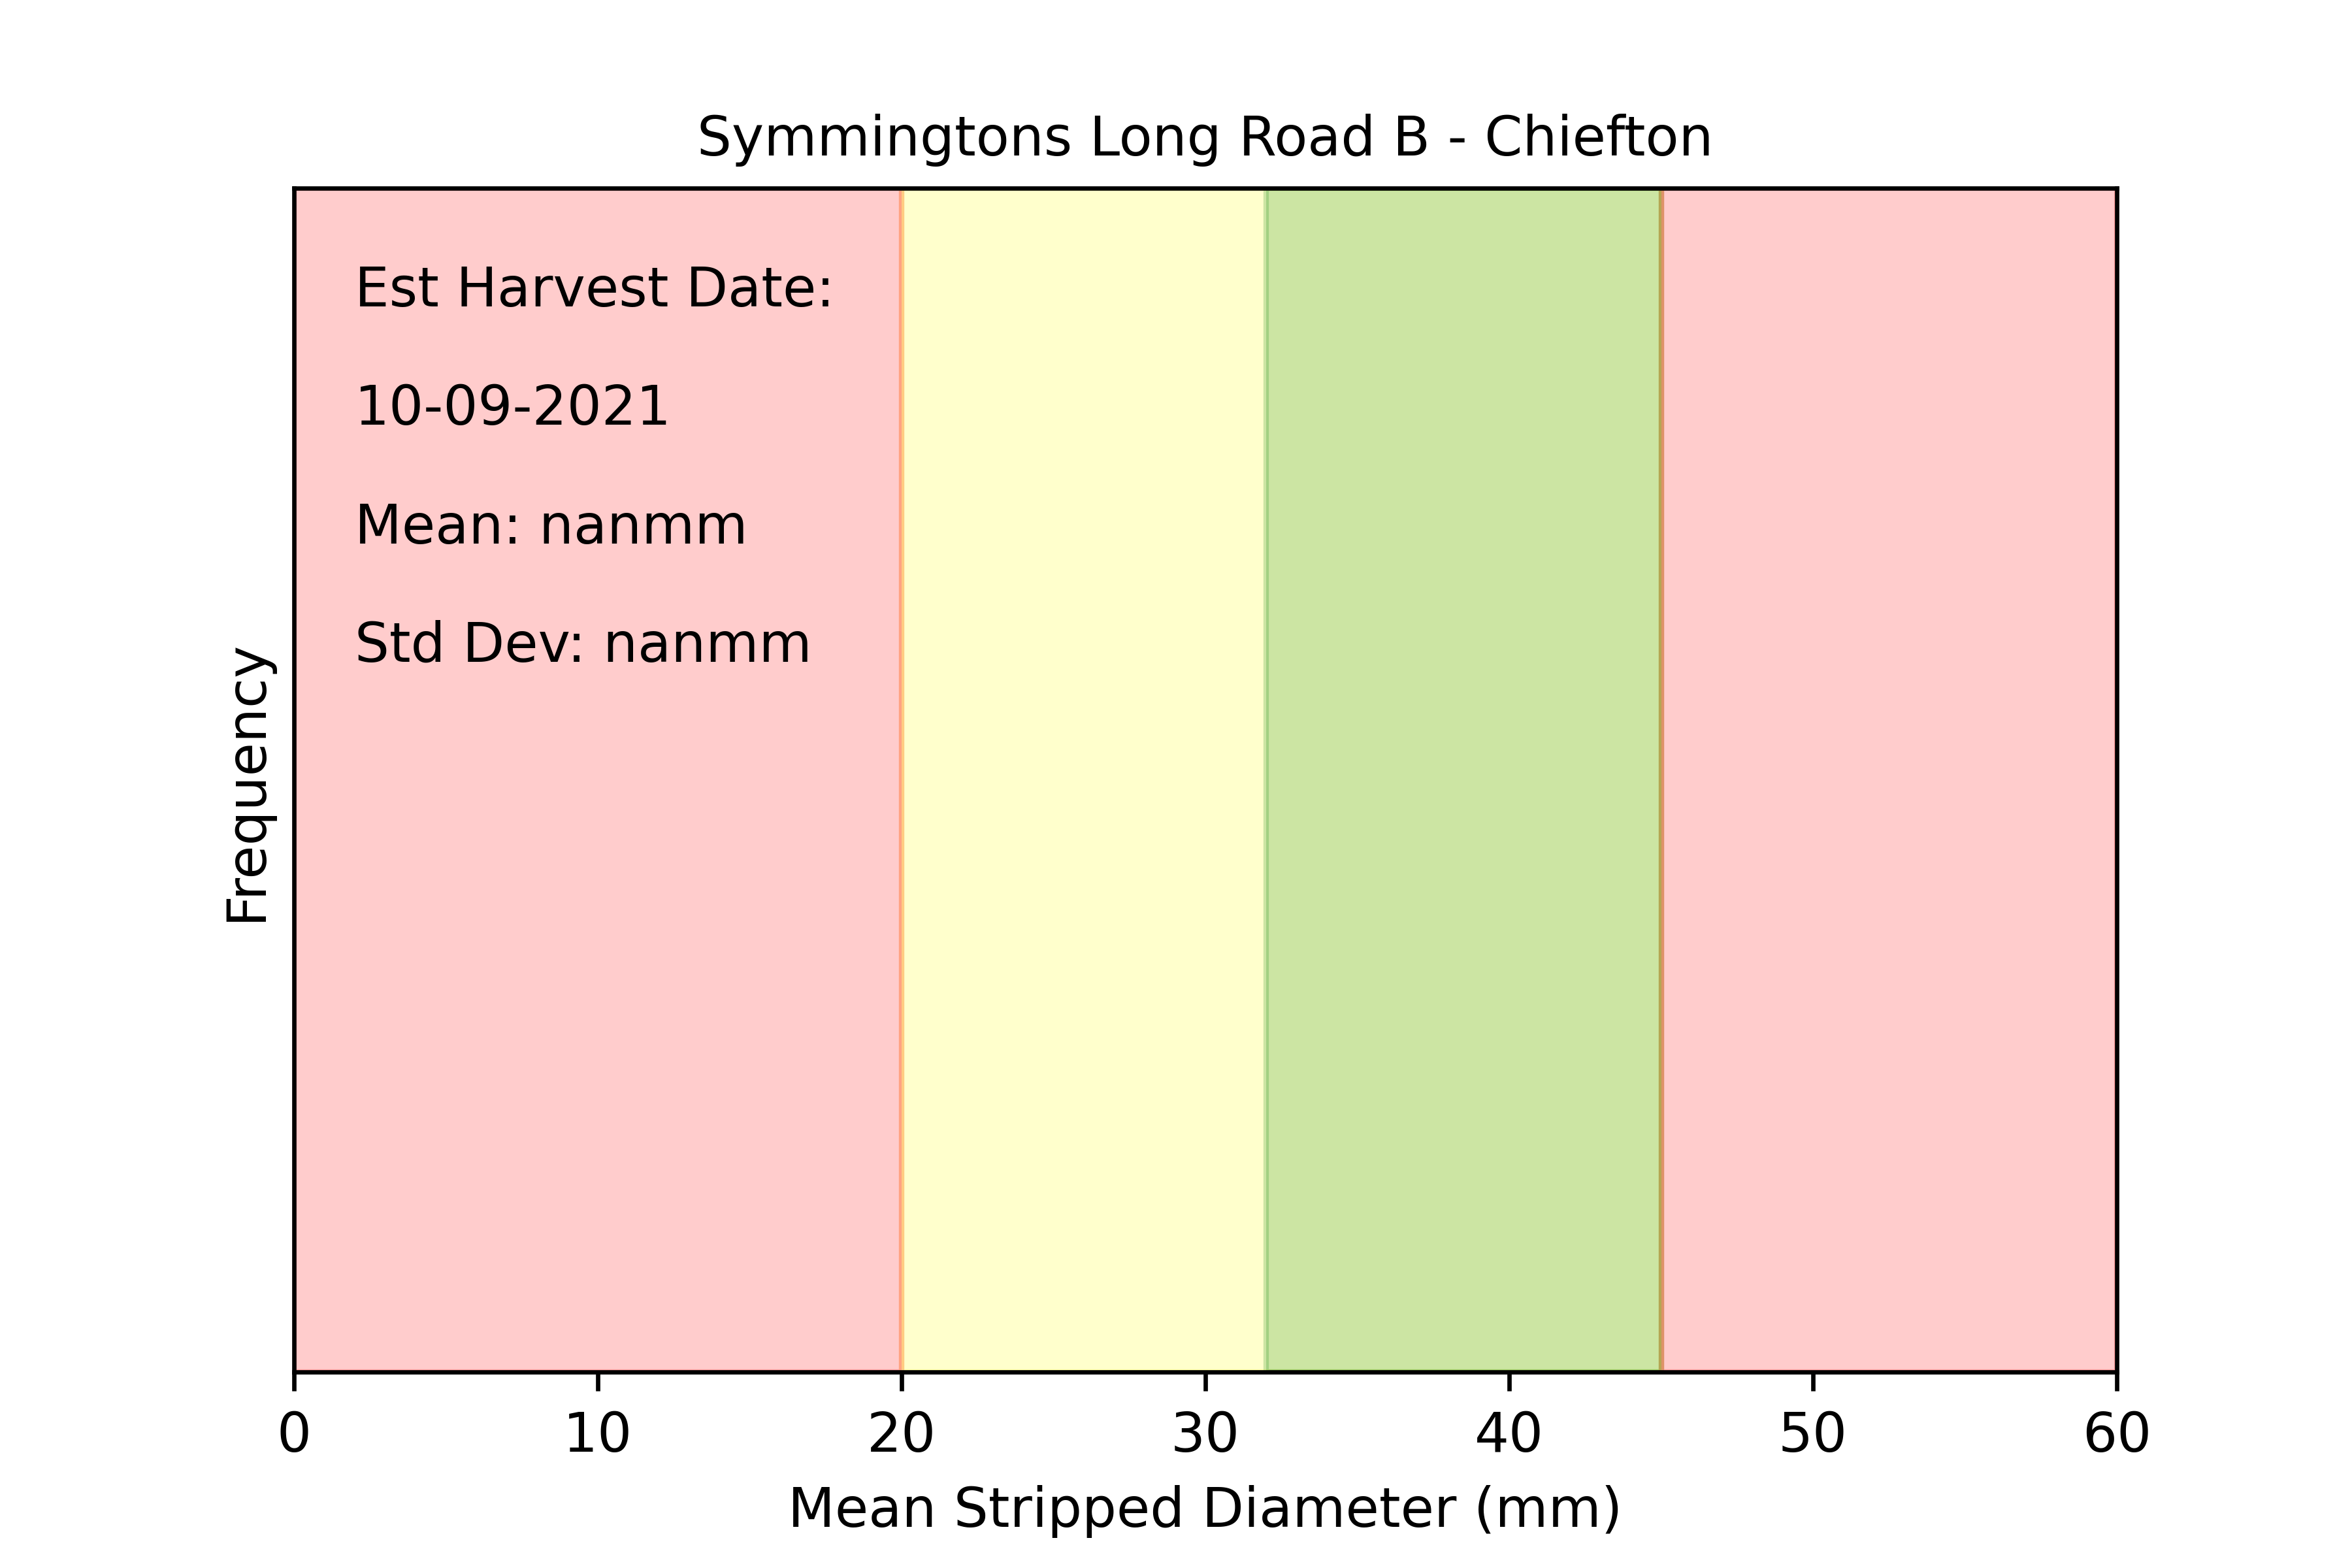 Symmingtons Long Road B - Chiefton
Est Harvest Date:
10-09-2021
Mean: nanmm
Std Dev: nanmm
Frequency
0 10 20 30 40 50 60
Mean Stripped Diameter (mm)